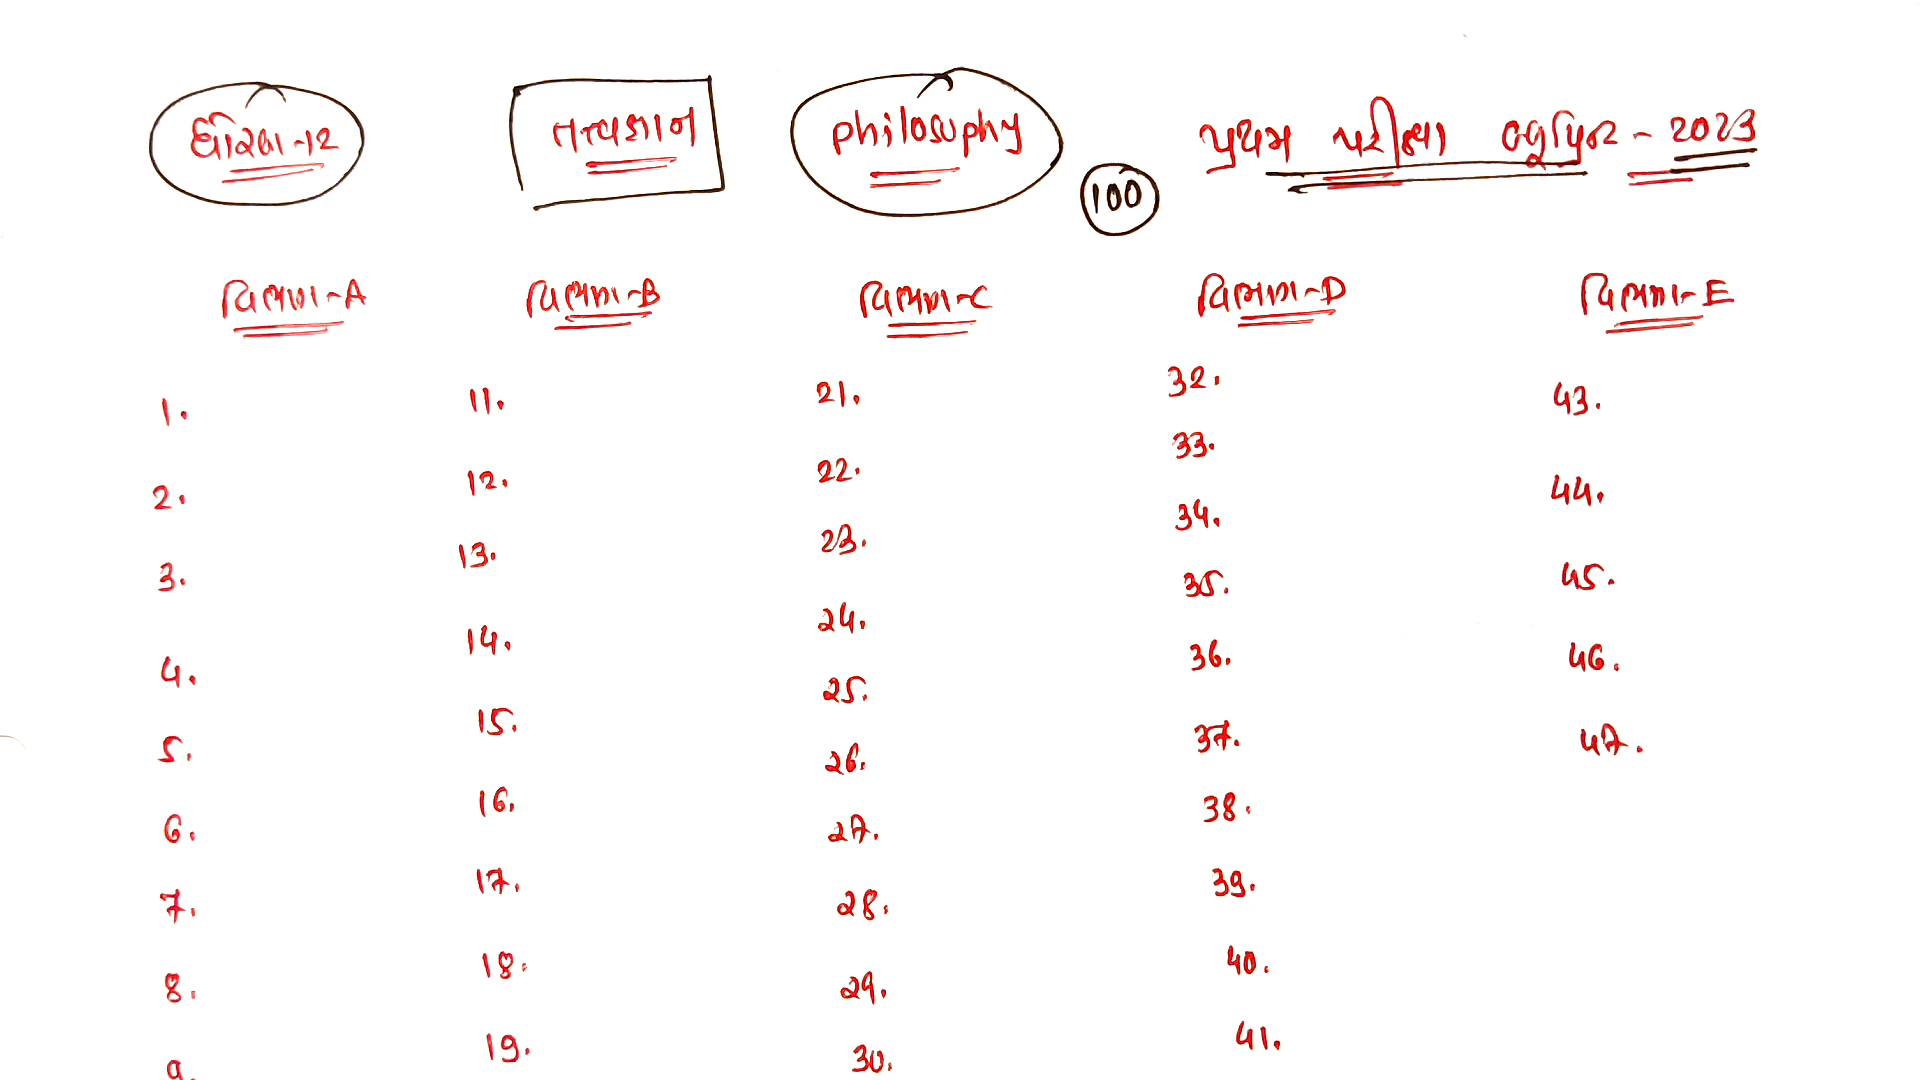 ધોરણ-12 તત્વજ્ઞાન philosophy પ્રથમ પરીક્ષા બ્લુપ્રિન્ટ - 2023
100
વિભાગ-A વિભાગ-B વિભાગ-C વિભાગ-D વિભાગ-E
1. 11. 21. 32. 43.
2. 12. 22. 33. 44.
3. 13. 23. 34. 45.
4. 14. 24. 35. 46.
5. 15. 25. 36. 47.
6. 16. 26. 37.
7. 17. 27. 38.
8. 18. 28. 39.
9. 19. 29. 40.
30. 41.